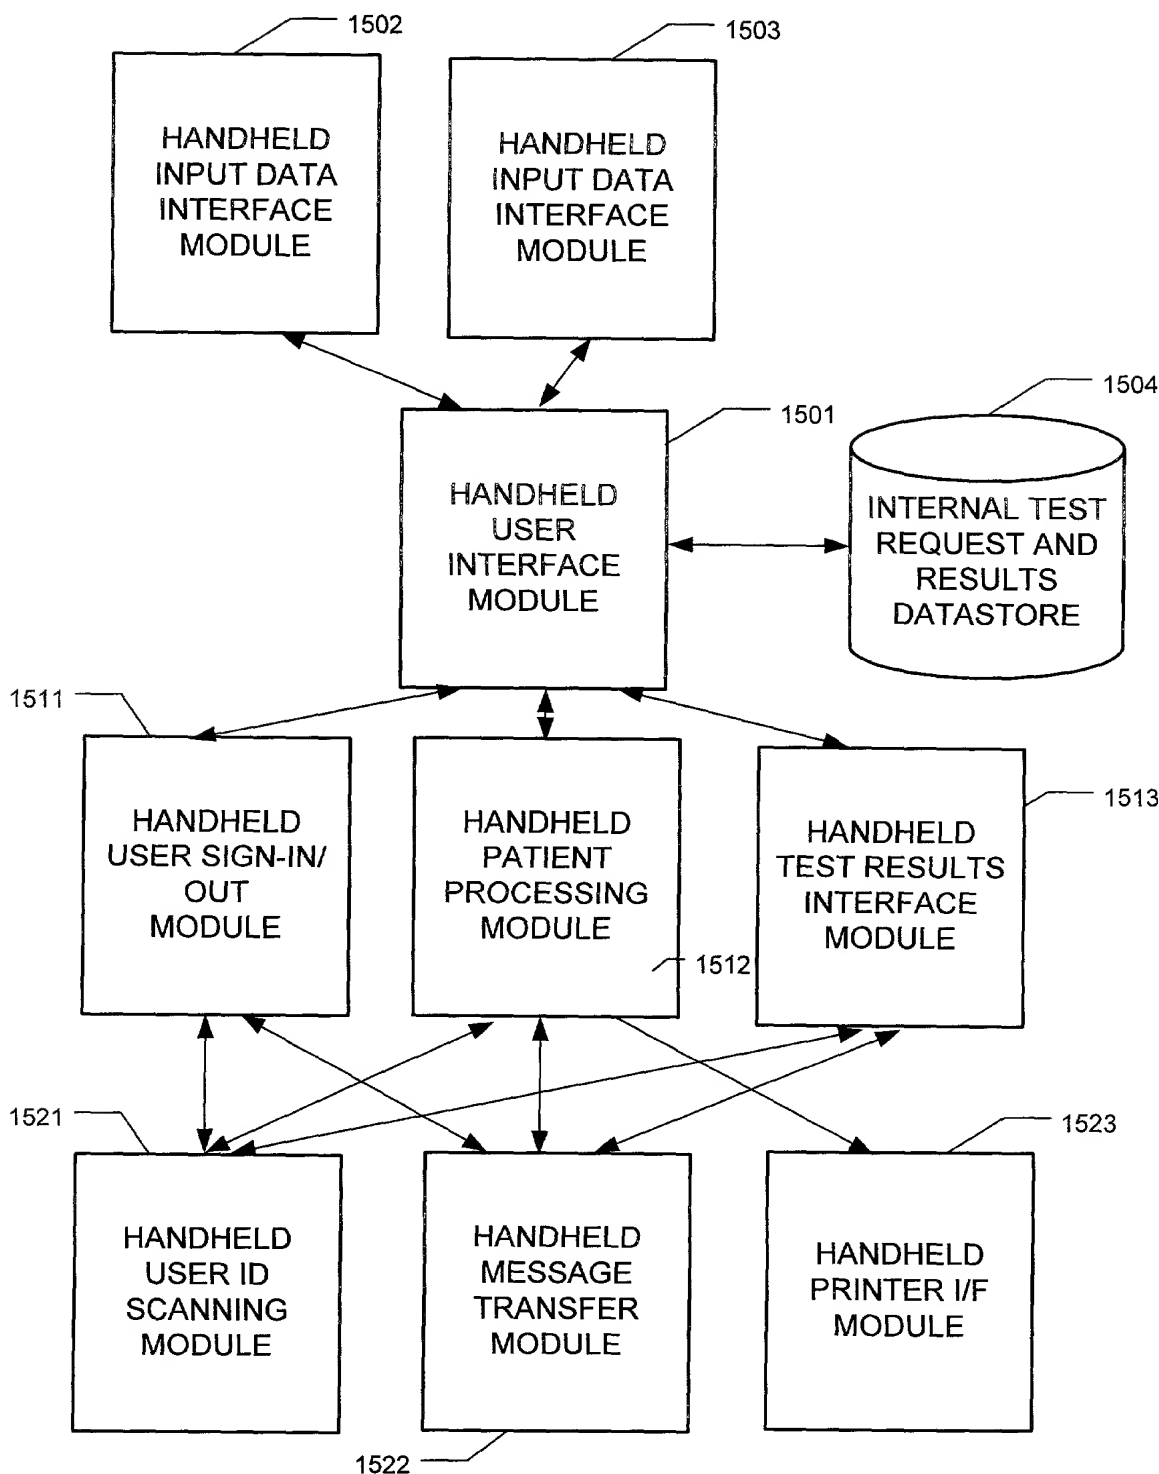 1502
1503
HANDHELD
INPUT DATA
INTERFACE
MODULE
HANDHELD
INPUT DATA
INTERFACE
MODULE
1501
1504
HANDHELD
USER
INTERFACE
MODULE
INTERNAL TEST
REQUEST AND
RESULTS
DATASTORE
1511
HANDHELD
USER SIGN-IN/
OUT
MODULE
HANDHELD
PATIENT
PROCESSING
MODULE
1512
1513
HANDHELD
TEST RESULTS
INTERFACE
MODULE
1521
HANDHELD
USER ID
SCANNING
MODULE
HANDHELD
MESSAGE
TRANSFER
MODULE
1522
1523
HANDHELD
PRINTER I/F
MODULE